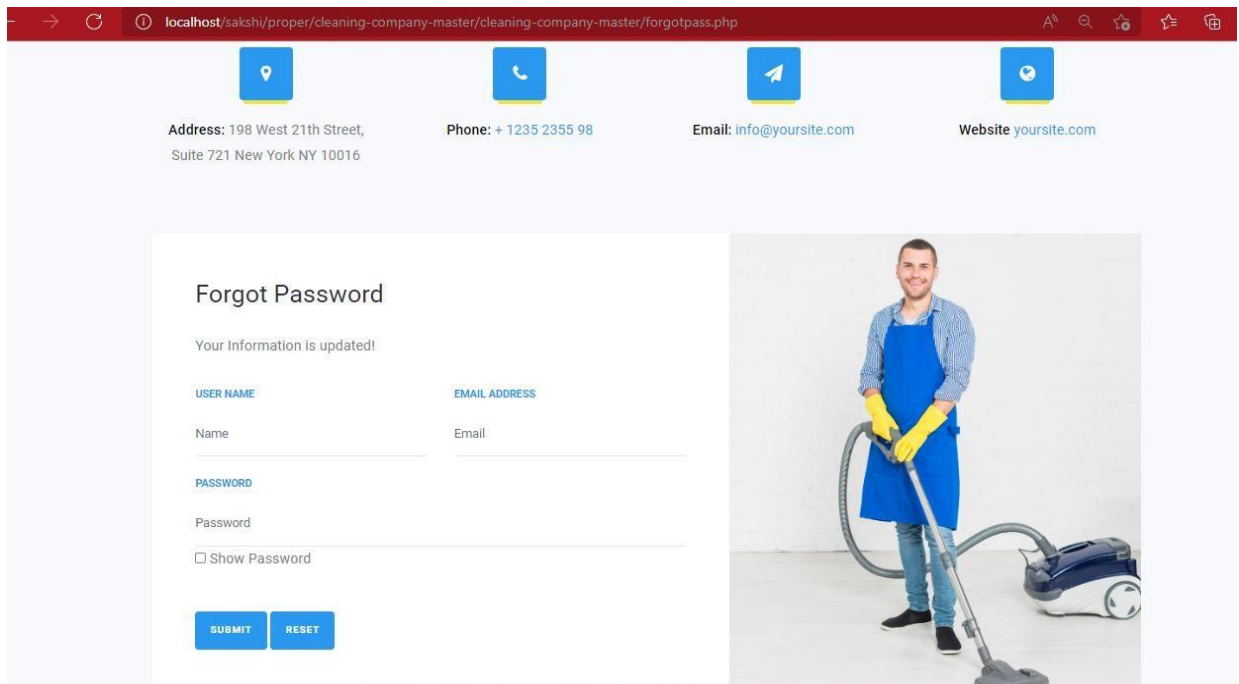 localhost/sakshi/proper/cleaning-company-master/cleaning-company-master/forgotpass.php
Address: 198 West 21th Street,
Suite 721 New York NY 10016
Phone: + 1235 2355 98
Email: info@yoursite.com
Website yoursite.com
Forgot Password
Your Information is updated!
USER NAME
EMAIL ADDRESS
Name
Email
PASSWORD
Password
Show Password
SUBMIT
RESET